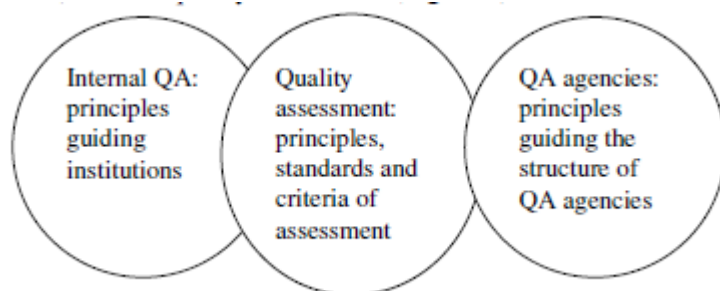 Internal QA:
principles
guiding
institutions
Quality
assessment:
principles,
standards and
criteria of
assessment
QA agencies:
principles
guiding the
structure of
QA agencies